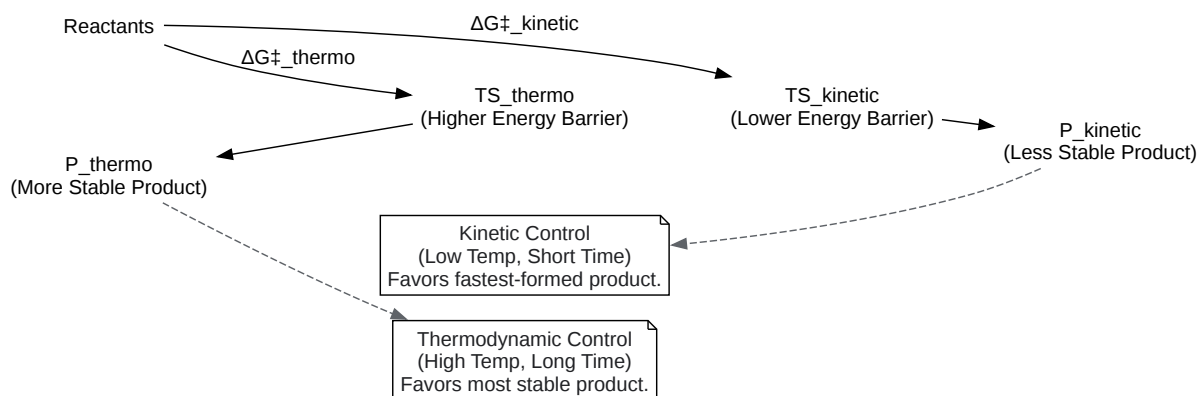 Reactants
ΔG‡_kinetic
ΔG‡_thermo
TS_thermo
(Higher Energy Barrier)
TS_kinetic
(Lower Energy Barrier)
P_kinetic
(Less Stable Product)
P_thermo
(More Stable Product)
Kinetic Control
(Low Temp, Short Time)
Favors fastest-formed product.
Thermodynamic Control
(High Temp, Long Time)
Favors most stable product.